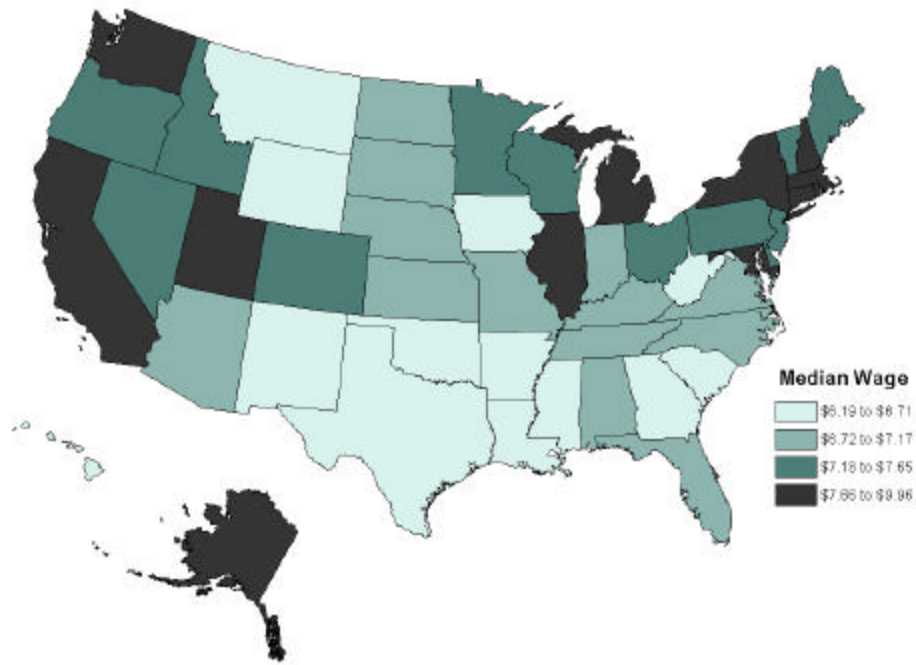 Median Wage
$6.19 to $6.71
$6.72 to $7.17
$7.18 to $7.65
$7.66 to $9.96